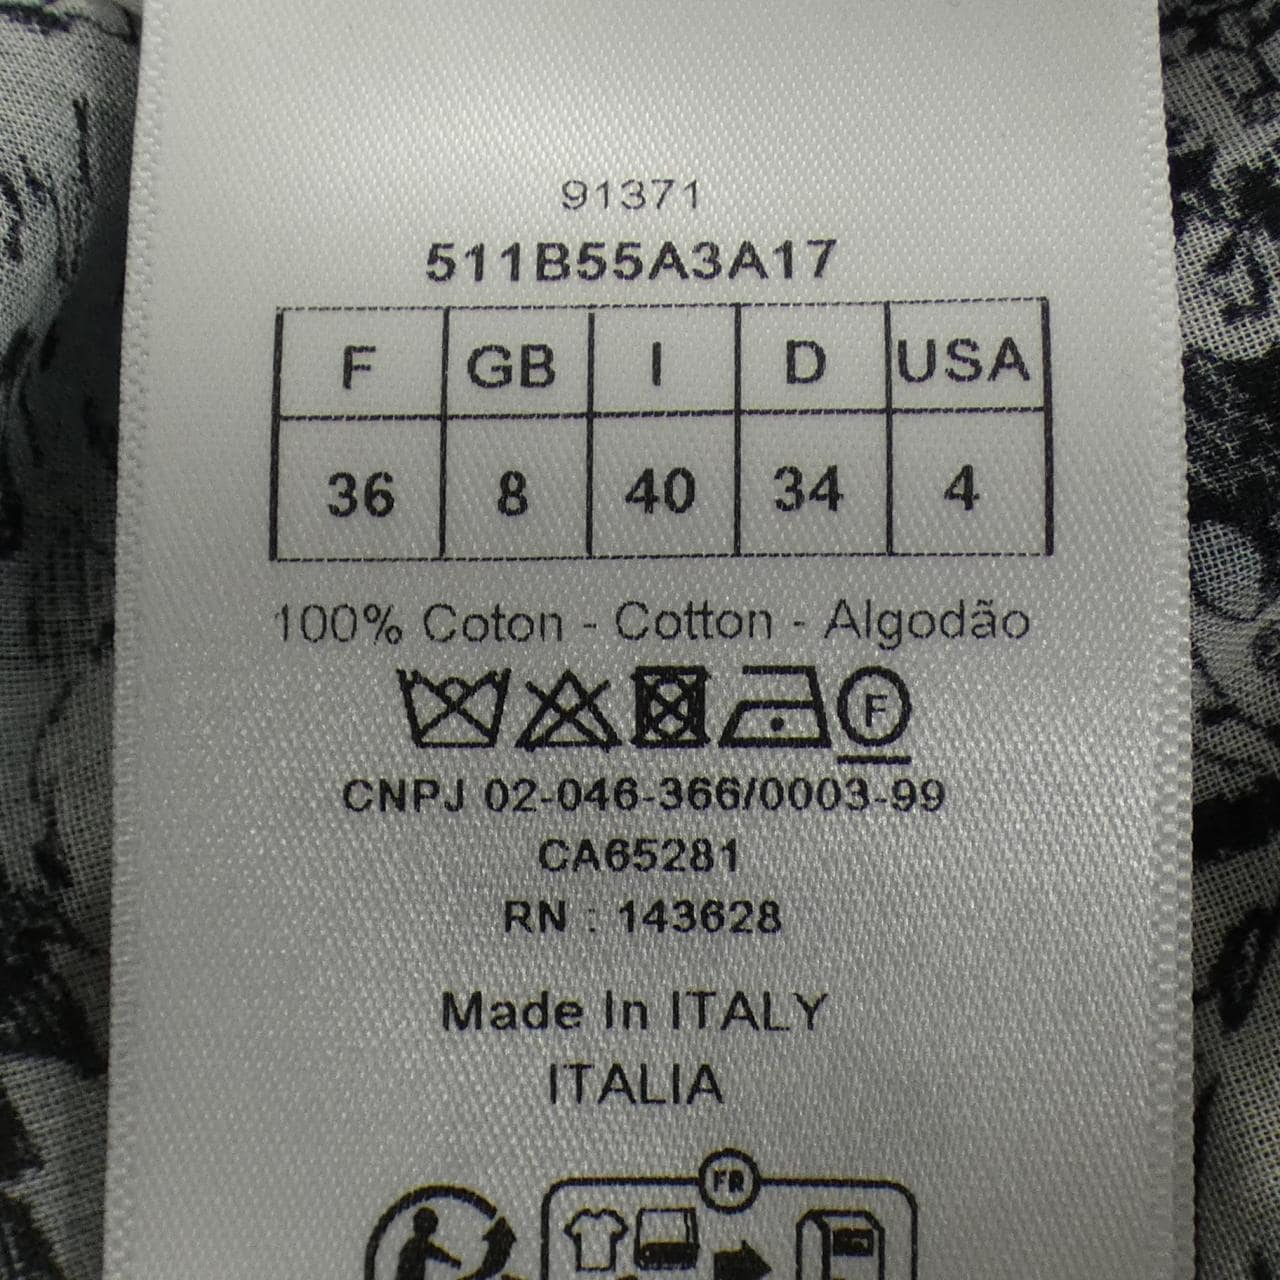 91371
511B55A3A17
F GB I D USA
36 8 40 34 4
100% Coton - Cotton - Algodão
F
CNPJ 02-046-366/0003-99
CA65281
RN : 143628
Made In ITALY
ITALIA
FR